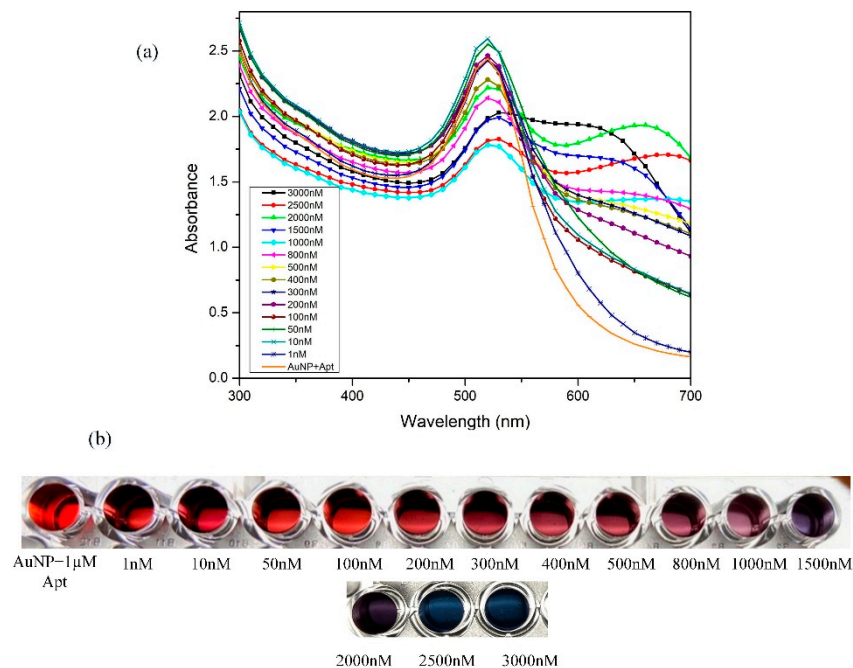 (a)
Absorbance
2.5
2.0
1.5
1.0
0.5
0.0
3000nM
2500nM
2000nM
1500nM
1000nM
800nM
500nM
400nM
300nM
200nM
100nM
50nM
10nM
1nM
AuNP+Apt
300 400 500 600 700
Wavelength (nm)
(b)
AuNP−1μM 1nM 10nM 50nM 100nM 200nM 300nM 400nM 500nM 800nM 1000nM 1500nM
Apt
2000nM 2500nM 3000nM